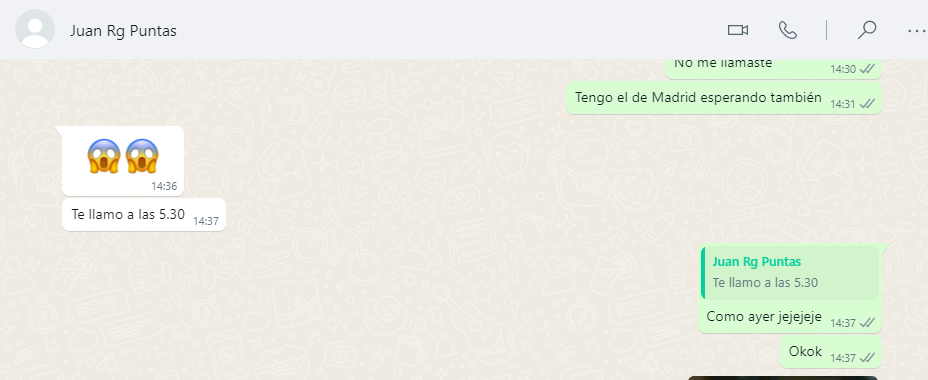 Juan Rg Puntas
No me llamaste
14:30
Tengo el de Madrid esperando también
14:31
😱😱
14:36
Te llamo a las 5.30
14:37
Juan Rg Puntas
Te llamo a las 5.30
Como ayer jejejeje
14:37
Okok
14:37